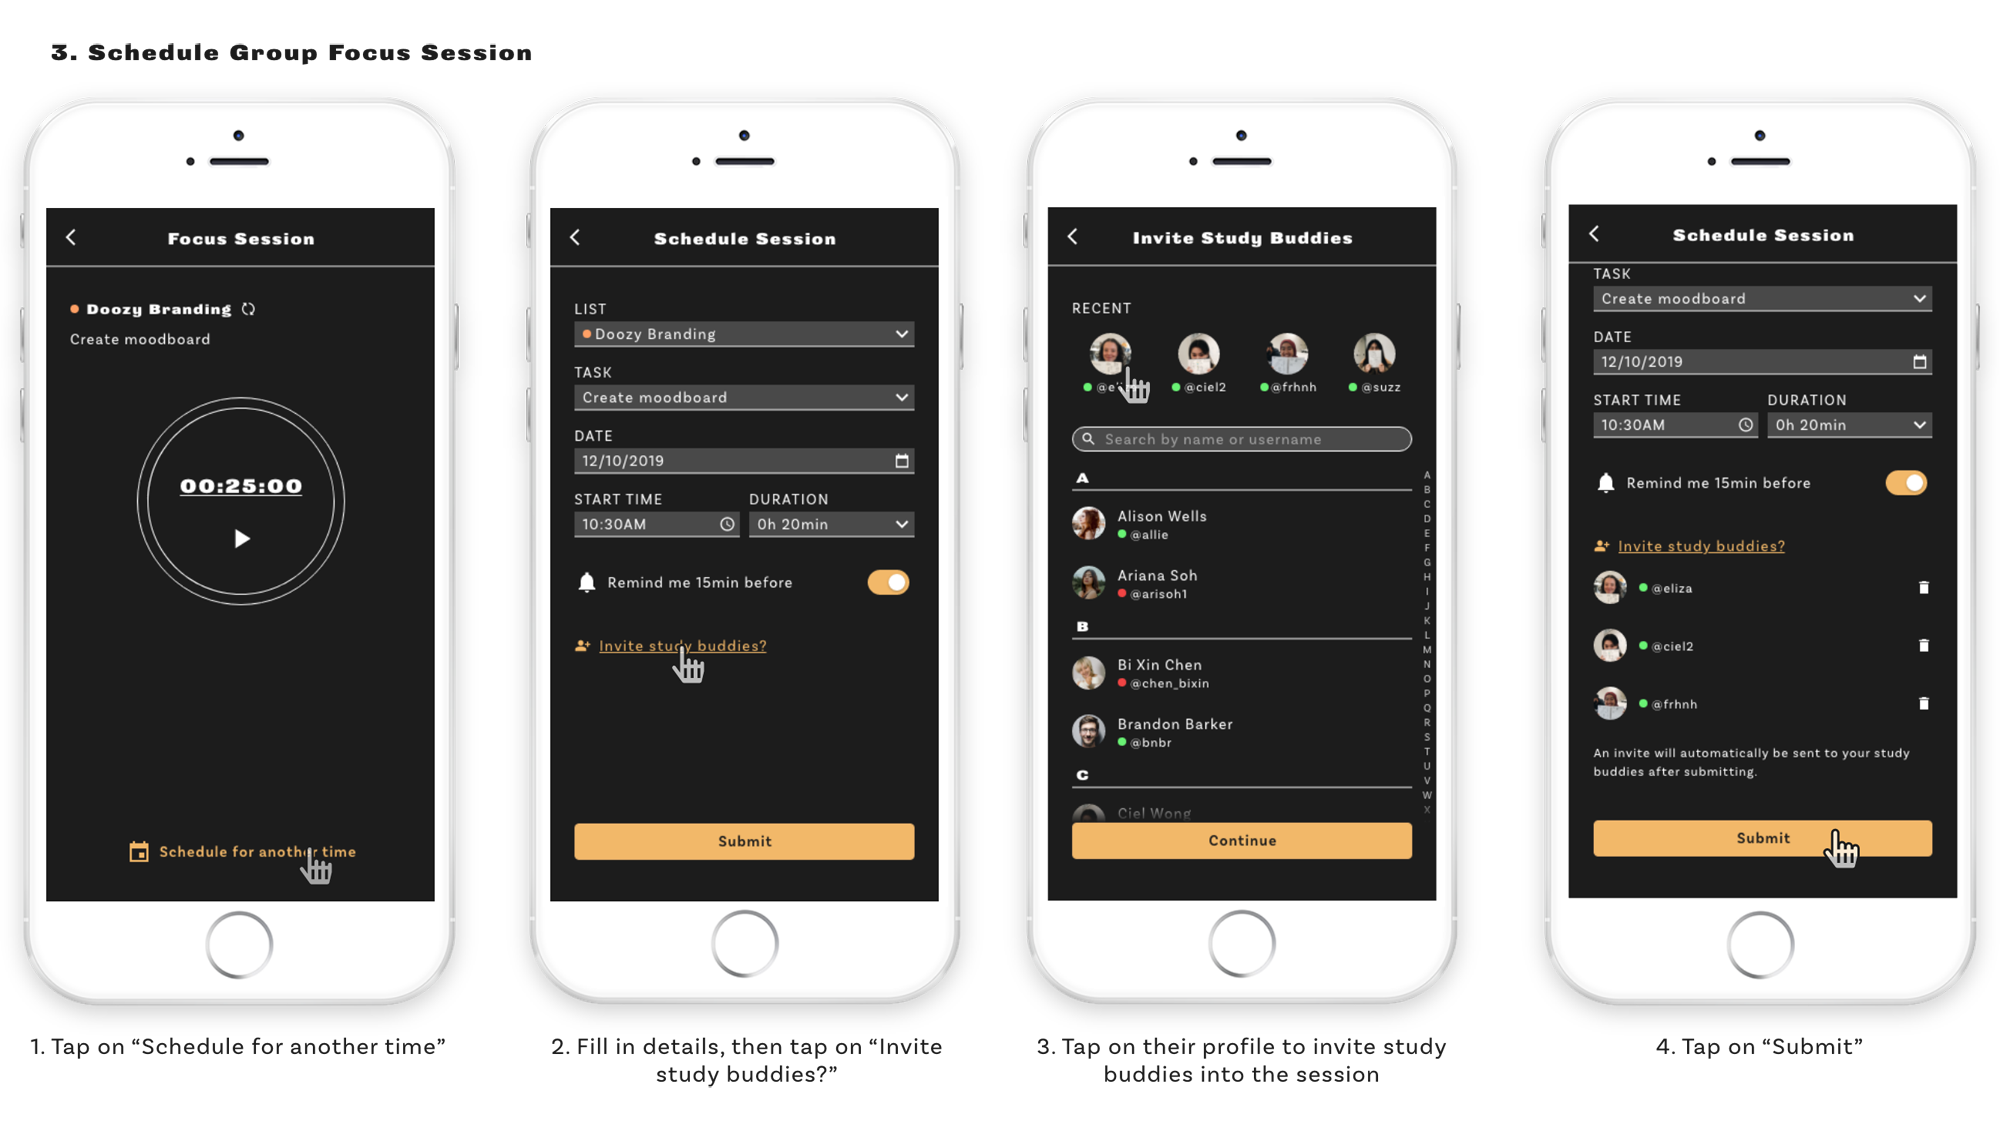 3. Schedule Group Focus Session
Focus Session
Doozy Branding
Create moodboard
00:25:00
Schedule for another time
1. Tap on “Schedule for another time”
Schedule Session
LIST
Doozy Branding
TASK
Create moodboard
DATE
12/10/2019
START TIME DURATION
10:30AM 0h 20min
Remind me 15min before
Invite study buddies?
Submit
2. Fill in details, then tap on “Invite
study buddies?”
Invite Study Buddies
RECENT
@ciel2 @frhnh @suzz
Search by name or username
A
Alison Wells
@allie
Ariana Soh
@arisoh1
B
Bi Xin Chen
@chen_bixin
Brandon Barker
@bnbr
C
Ciel Wong
A
B
C
D
E
F
G
H
I
J
K
L
M
N
O
P
Q
R
S
T
U
V
W
X
Continue
3. Tap on their profile to invite study
buddies into the session
Schedule Session
TASK
Create moodboard
DATE
12/10/2019
START TIME DURATION
10:30AM 0h 20min
Remind me 15min before
Invite study buddies?
@eliza
@ciel2
@frhnh
An invite will automatically be sent to your study
buddies after submitting.
Submit
4. Tap on “Submit”